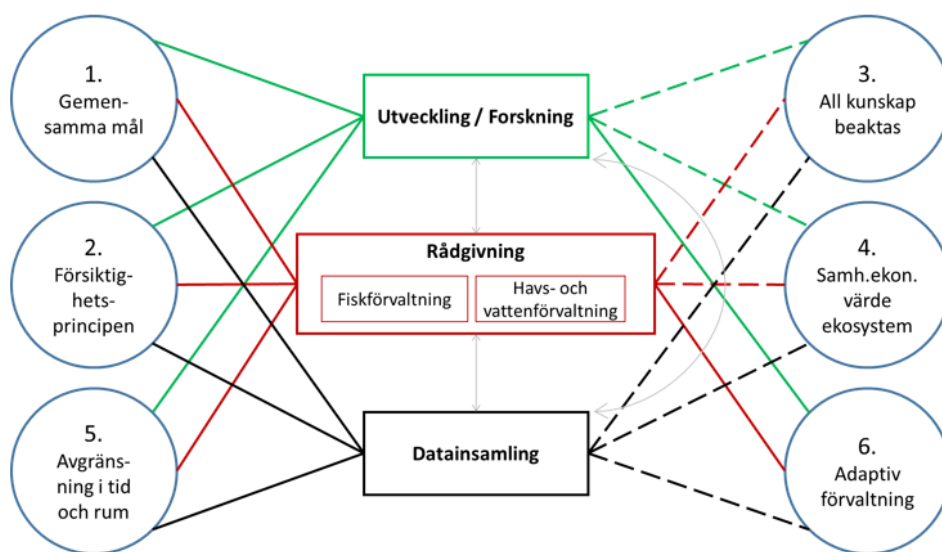 1.
Gemen-
samma mål
2.
Försiktig-
hets-
principen
5.
Avgräns-
ning i tid
och rum
Utveckling / Forskning
Rådgivning
Fiskförvaltning
Havs- och
vattenförvaltning
Datainsamling
3.
All kunskap
beaktas
4.
Samh.ekon.
värde
ekosystem
6.
Adaptiv
förvaltning